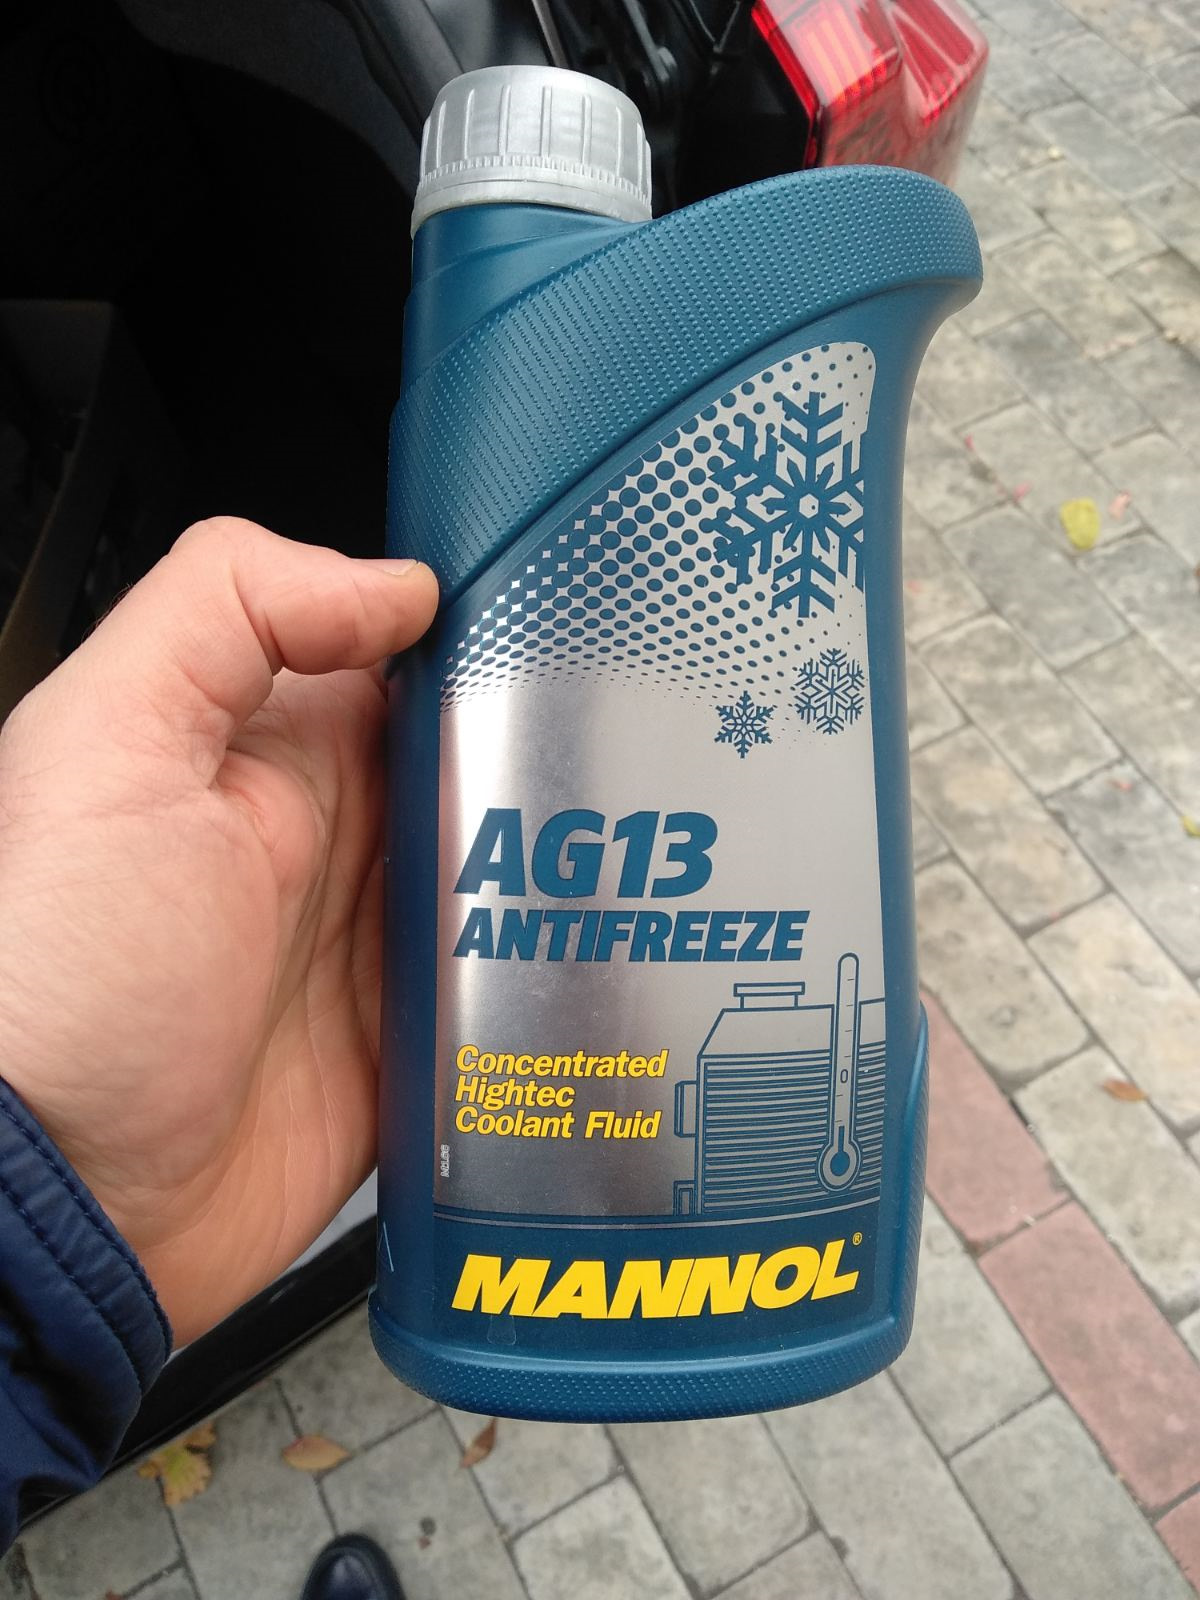 AG13
ANTIFREEZE
Concentrated
Hightec
Coolant Fluid
MANNOL®